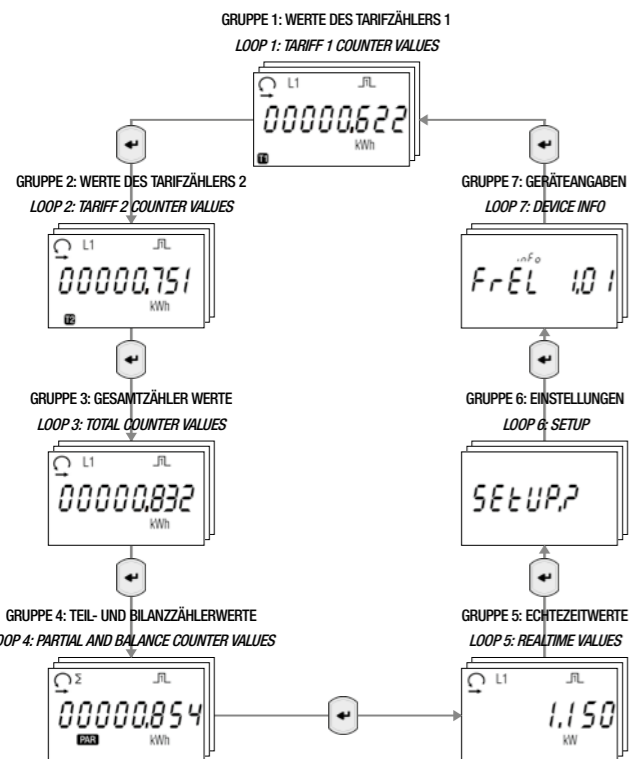 GRUPPE 1: WERTE DES TARIFZÄHLERS 1
LOOP 1: TARIFF 1 COUNTER VALUES
L1
00000,622
kWh
T1
GRUPPE 2: WERTE DES TARIFZÄHLERS 2
LOOP 2: TARIFF 2 COUNTER VALUES
L1
00000,751
kWh
T2
GRUPPE 3: GESAMTZÄHLER WERTE
LOOP 3: TOTAL COUNTER VALUES
L1
00000,832
kWh
GRUPPE 4: TEIL- UND BILANZZÄHLERWERTE
OOP 4: PARTIAL AND BALANCE COUNTER VALUES
Σ
00000,854
PAR kWh
GRUPPE 5: ECHTEZEITWERTE
LOOP 5: REALTIME VALUES
L1
1,150
kW
GRUPPE 6: EINSTELLUNGEN
LOOP 6: SETUP
SEtUP,?
GRUPPE 7: GERÄTEANGABEN
LOOP 7: DEVICE INFO
info
FrEL 1,01